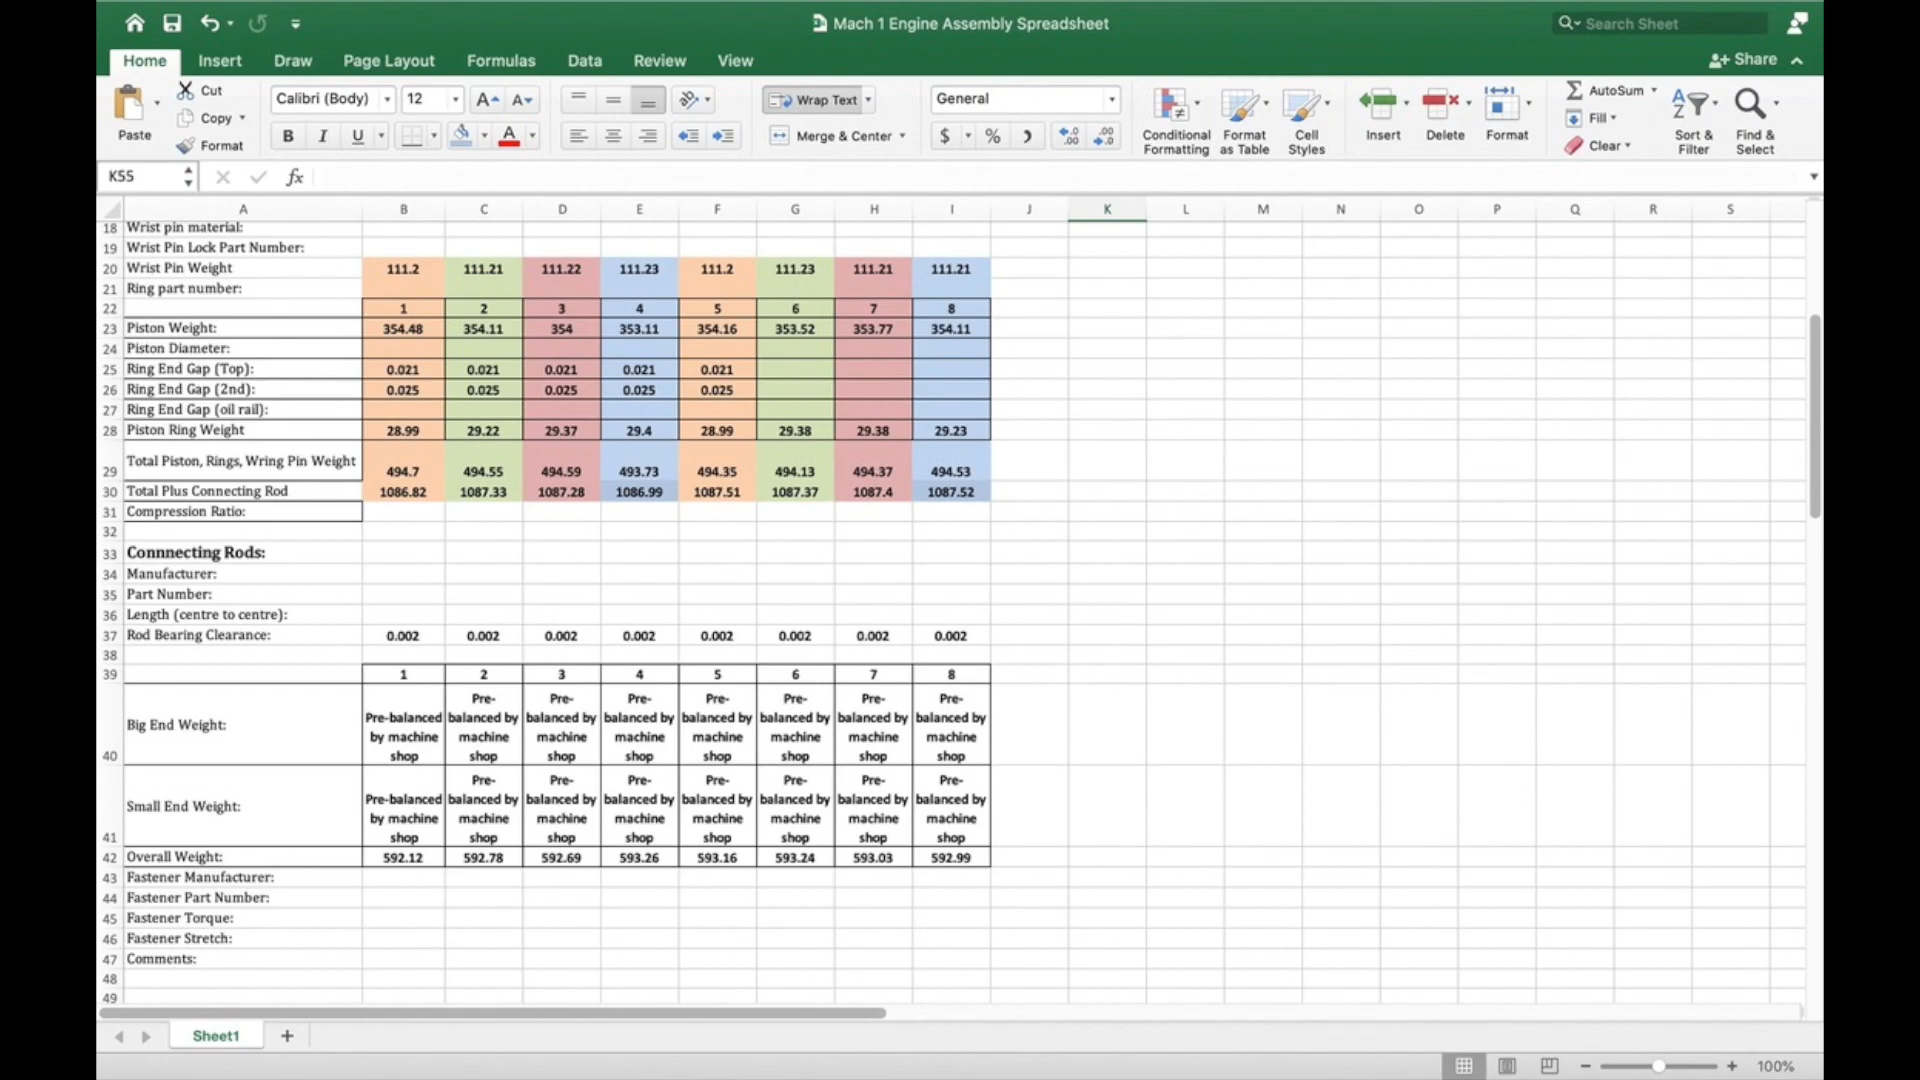 Mach 1 Engine Assembly Spreadsheet
Search Sheet
Home Insert Draw Page Layout Formulas Data Review View
Share
Paste
Cut
Copy
Format
Calibri (Body) 12
A A
B I U A
Wrap Text
Merge & Center
General
$ % )
.0 .00
.00 .0
Conditional Formatting
Format as Table
Cell Styles
Insert
Delete
Format
AutoSum
Fill
Clear
Sort & Filter
Find & Select
K55 fx
A B C D E F G H I J K L M N O P Q R S
18 Wrist pin material:
19 Wrist Pin Lock Part Number:
20 Wrist Pin Weight 111.2 111.21 111.22 111.23 111.2 111.23 111.21 111.21
21 Ring part number:
22 1 2 3 4 5 6 7 8
23 Piston Weight: 354.48 354.11 354 353.11 354.16 353.52 353.77 354.11
24 Piston Diameter:
25 Ring End Gap (Top): 0.021 0.021 0.021 0.021 0.021
26 Ring End Gap (2nd): 0.025 0.025 0.025 0.025 0.025
27 Ring End Gap (oil rail):
28 Piston Ring Weight 28.99 29.22 29.37 29.4 28.99 29.38 29.38 29.23
29 Total Piston, Rings, Wring Pin Weight 494.7 494.55 494.59 493.73 494.35 494.13 494.37 494.53
30 Total Plus Connecting Rod 1086.82 1087.33 1087.28 1086.99 1087.51 1087.37 1087.4 1087.52
31 Compression Ratio:
32
33 Connnecting Rods:
34 Manufacturer:
35 Part Number:
36 Length (centre to centre):
37 Rod Bearing Clearance: 0.002 0.002 0.002 0.002 0.002 0.002 0.002 0.002
38
39 1 2 3 4 5 6 7 8
Pre- Pre- Pre- Pre- Pre- Pre- Pre-
Big End Weight: Pre-balanced balanced by balanced by balanced by balanced by balanced by balanced by balanced by
by machine machine machine machine machine machine machine machine
40 shop shop shop shop shop shop shop shop
Pre- Pre- Pre- Pre- Pre- Pre- Pre-
Small End Weight: Pre-balanced balanced by balanced by balanced by balanced by balanced by balanced by balanced by
by machine machine machine machine machine machine machine machine
41 shop shop shop shop shop shop shop shop
42 Overall Weight: 592.12 592.78 592.69 593.26 593.16 593.24 593.03 592.99
43 Fastener Manufacturer:
44 Fastener Part Number:
45 Fastener Torque:
46 Fastener Stretch:
47 Comments:
48
49
Sheet1 +
100%